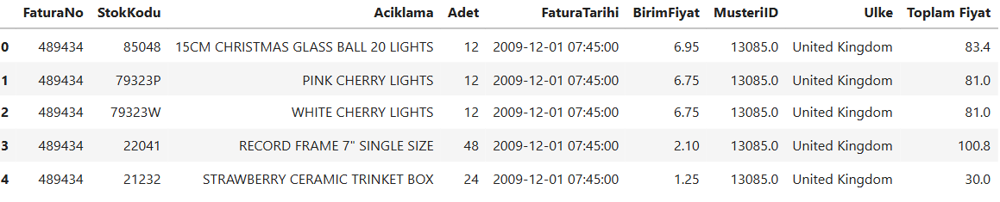 FaturaNo StokKodu Aciklama Adet FaturaTarihi BirimFiyat MusteriID Ulke Toplam Fiyat
0 489434 85048 15CM CHRISTMAS GLASS BALL 20 LIGHTS 12 2009-12-01 07:45:00 6.95 13085.0 United Kingdom 83.4
1 489434 79323P PINK CHERRY LIGHTS 12 2009-12-01 07:45:00 6.75 13085.0 United Kingdom 81.0
2 489434 79323W WHITE CHERRY LIGHTS 12 2009-12-01 07:45:00 6.75 13085.0 United Kingdom 81.0
3 489434 22041 RECORD FRAME 7" SINGLE SIZE 48 2009-12-01 07:45:00 2.10 13085.0 United Kingdom 100.8
4 489434 21232 STRAWBERRY CERAMIC TRINKET BOX 24 2009-12-01 07:45:00 1.25 13085.0 United Kingdom 30.0